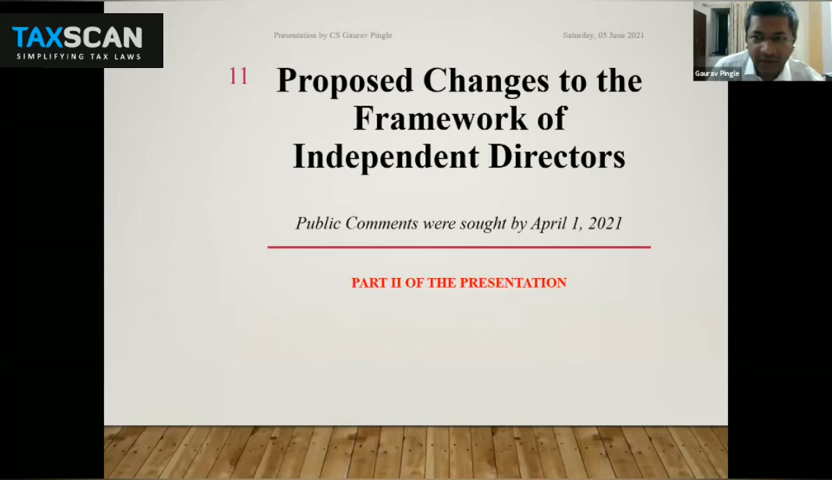 TAXSCAN
SIMPLIFYING TAX LAWS
Presentation by CS Gaurav Pingle
Saturday, 05 June 2021
Gaurav Pingle
11
Proposed Changes to the
Framework of
Independent Directors
Public Comments were sought by April 1, 2021
PART II OF THE PRESENTATION